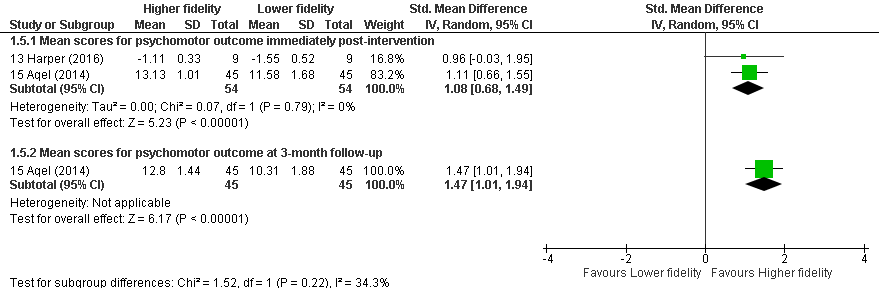 Higher fidelity Lower fidelity Std. Mean Difference Std. Mean Difference
Study or Subgroup Mean SD Total Mean SD Total Weight IV, Random, 95% CI IV, Random, 95% CI
1.5.1 Mean scores for psychomotor outcome immediately post-intervention
13 Harper (2016) -1.11 0.33 9 -1.55 0.52 9 16.8% 0.96 [-0.03, 1.95]
15 Aqel (2014) 13.13 1.01 45 11.58 1.68 45 83.2% 1.11 [0.66, 1.55]
Subtotal (95% CI) 54 54 100.0% 1.08 [0.68, 1.49]
Heterogeneity: Tau² = 0.00; Chi² = 0.07, df = 1 (P = 0.79); I² = 0%
Test for overall effect: Z = 5.23 (P < 0.00001)
1.5.2 Mean scores for psychomotor outcome at 3-month follow-up
15 Aqel (2014) 12.8 1.44 45 10.31 1.88 45 100.0% 1.47 [1.01, 1.94]
Subtotal (95% CI) 45 45 100.0% 1.47 [1.01, 1.94]
Heterogeneity: Not applicable
Test for overall effect: Z = 6.17 (P < 0.00001)
-4 -2 0 2 4
Favours Lower fidelity Favours Higher fidelity
Test for subgroup differences: Chi² = 1.52, df = 1 (P = 0.22), I² = 34.3%